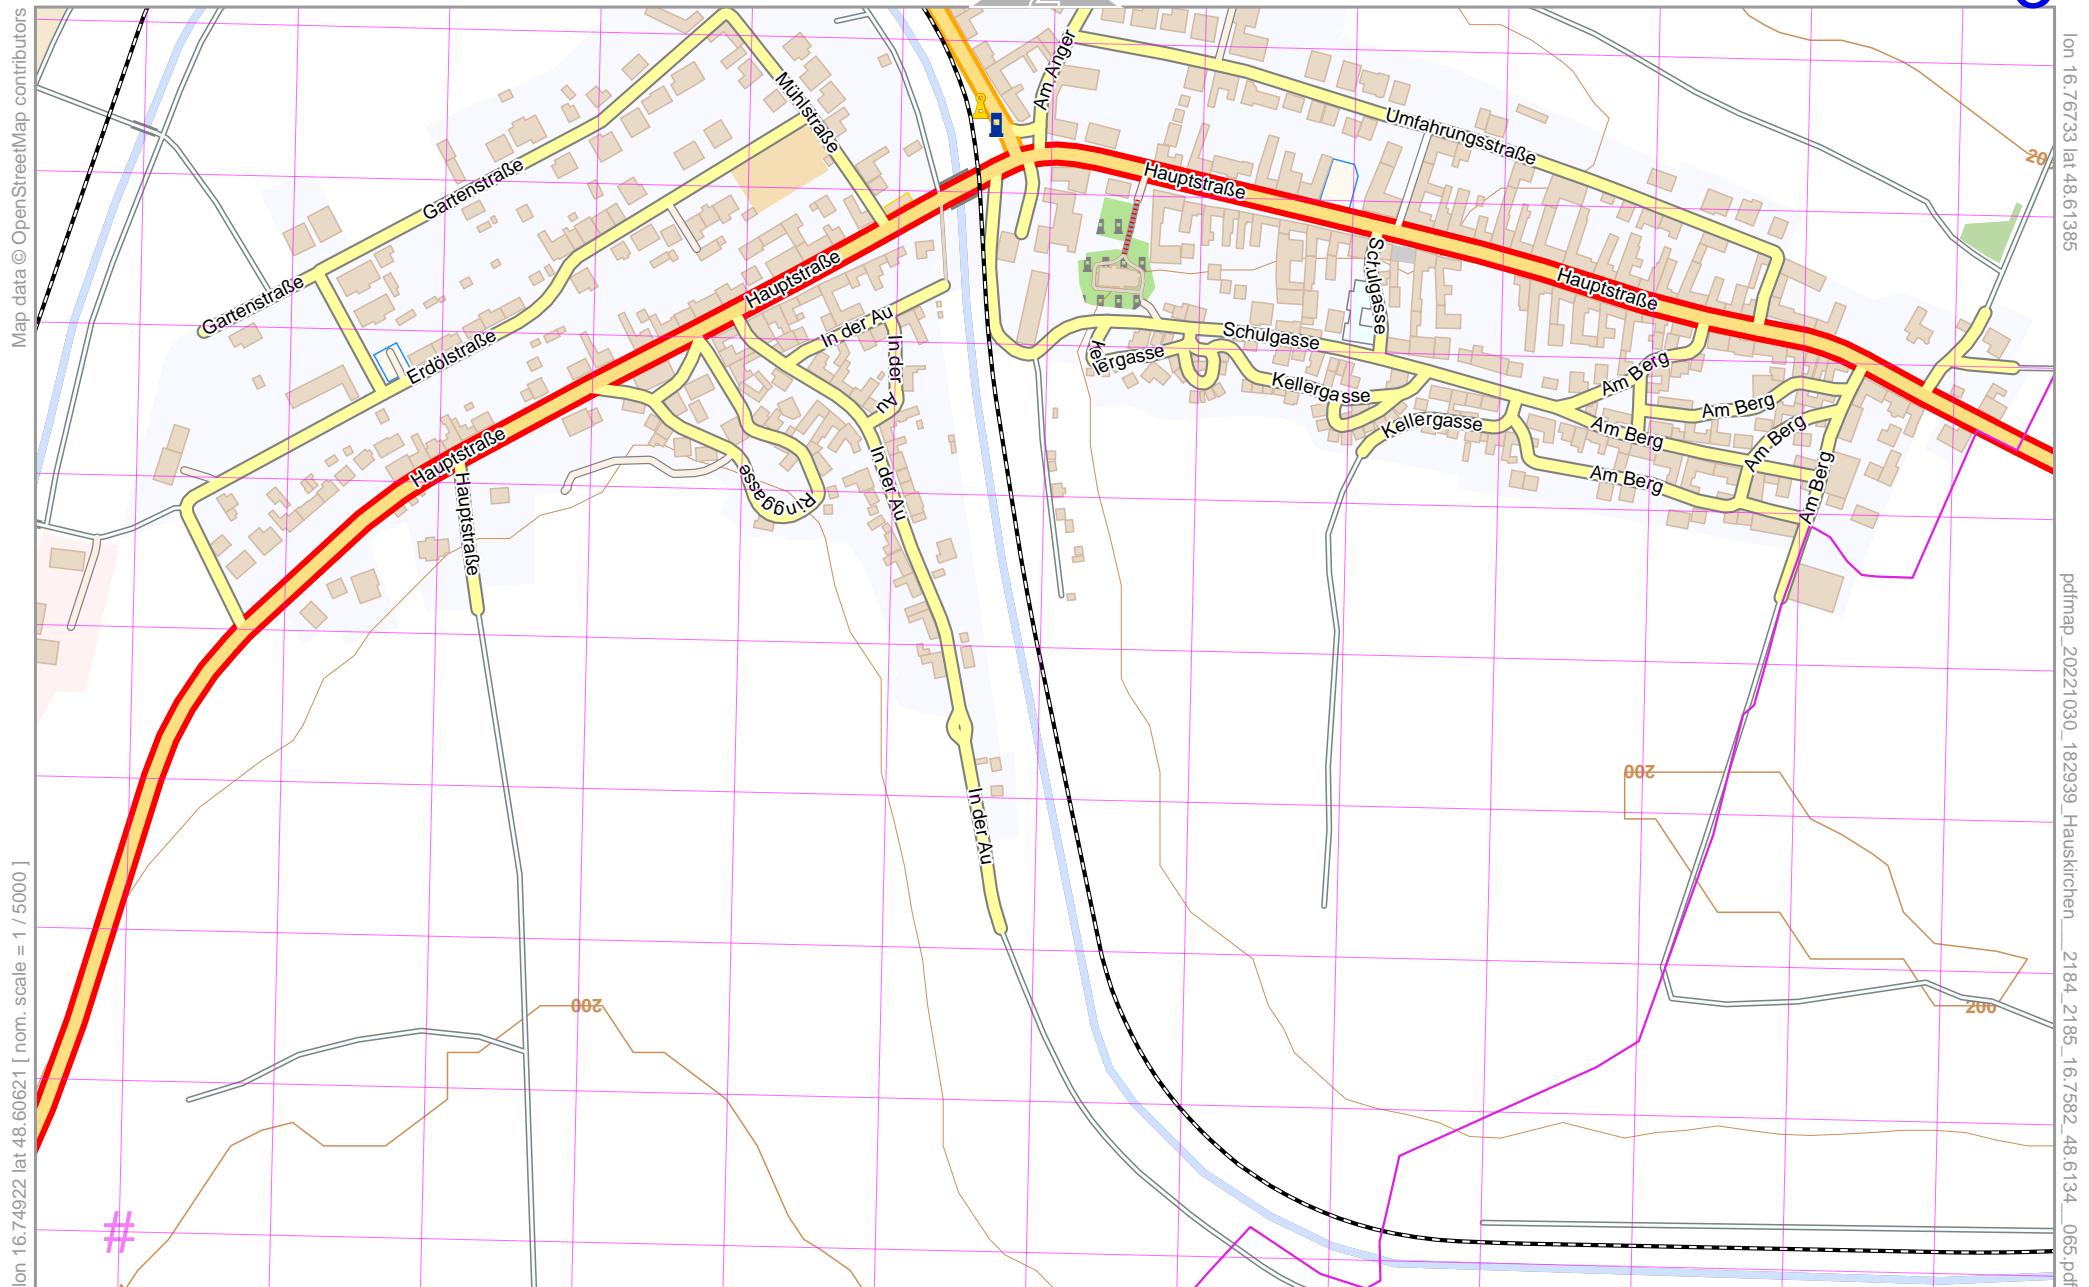 Map data © OpenStreetMap contributors
lon 16.74922 lat 48.60621 [ nom. scale = 1 / 5000 ]
lon 16.76733 lat 48.61385
pdfmap_20221030_182939_Hauskirchen__2184_2185_16.7582_48.6134__065.pdf
Am Anger
Mühlstraße
Umfahrungsstraße
Gartenstraße
Hauptstraße
Gartenstraße
Hauptstraße
Hauptstraße
Schulgasse
In der Au
Schulgasse
Erdölstraße
In der Au
Kellergasse
Am Berg
Kellergasse
Am Berg
Kellergasse
Am Berg
Am Berg
Hauptstraße
Hauptstraße
In der Au
Ringgasse
Am Berg
Am Berg
In der Au
20
200
200
200
#